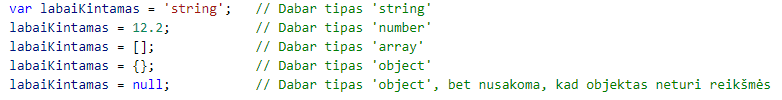 var labaiKintamas = 'string';   // Dabar tipas 'string'
labaiKintamas = 12.2;           // Dabar tipas 'number'
labaiKintamas = [];             // Dabar tipas 'array'
labaiKintamas = {};             // Dabar tipas 'object'
labaiKintamas = null;           // Dabar tipas 'object', bet nusakoma, kad objektas neturi reikšmės